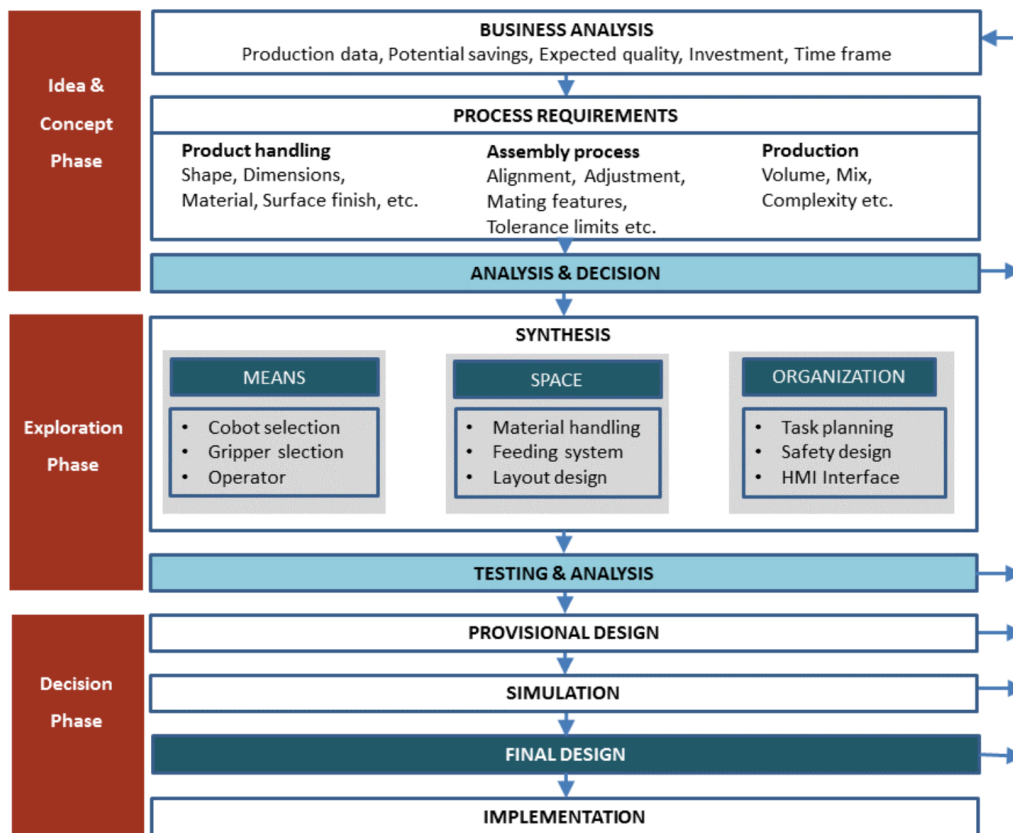 BUSINESS ANALYSIS
Production data, Potential savings, Expected quality, Investment, Time frame
Idea &
Concept
Phase
PROCESS REQUIREMENTS
Product handling
Shape, Dimensions,
Material, Surface finish, etc.
Assembly process
Alignment, Adjustment,
Mating features,
Tolerance limits etc.
Production
Volume, Mix,
Complexity etc.
ANALYSIS & DECISION
Exploration
Phase
SYNTHESIS
MEANS
• Cobot selection
• Gripper slection
• Operator
SPACE
• Material handling
• Feeding system
• Layout design
ORGANIZATION
• Task planning
• Safety design
• HMI Interface
TESTING & ANALYSIS
Decision
Phase
PROVISIONAL DESIGN
SIMULATION
FINAL DESIGN
IMPLEMENTATION